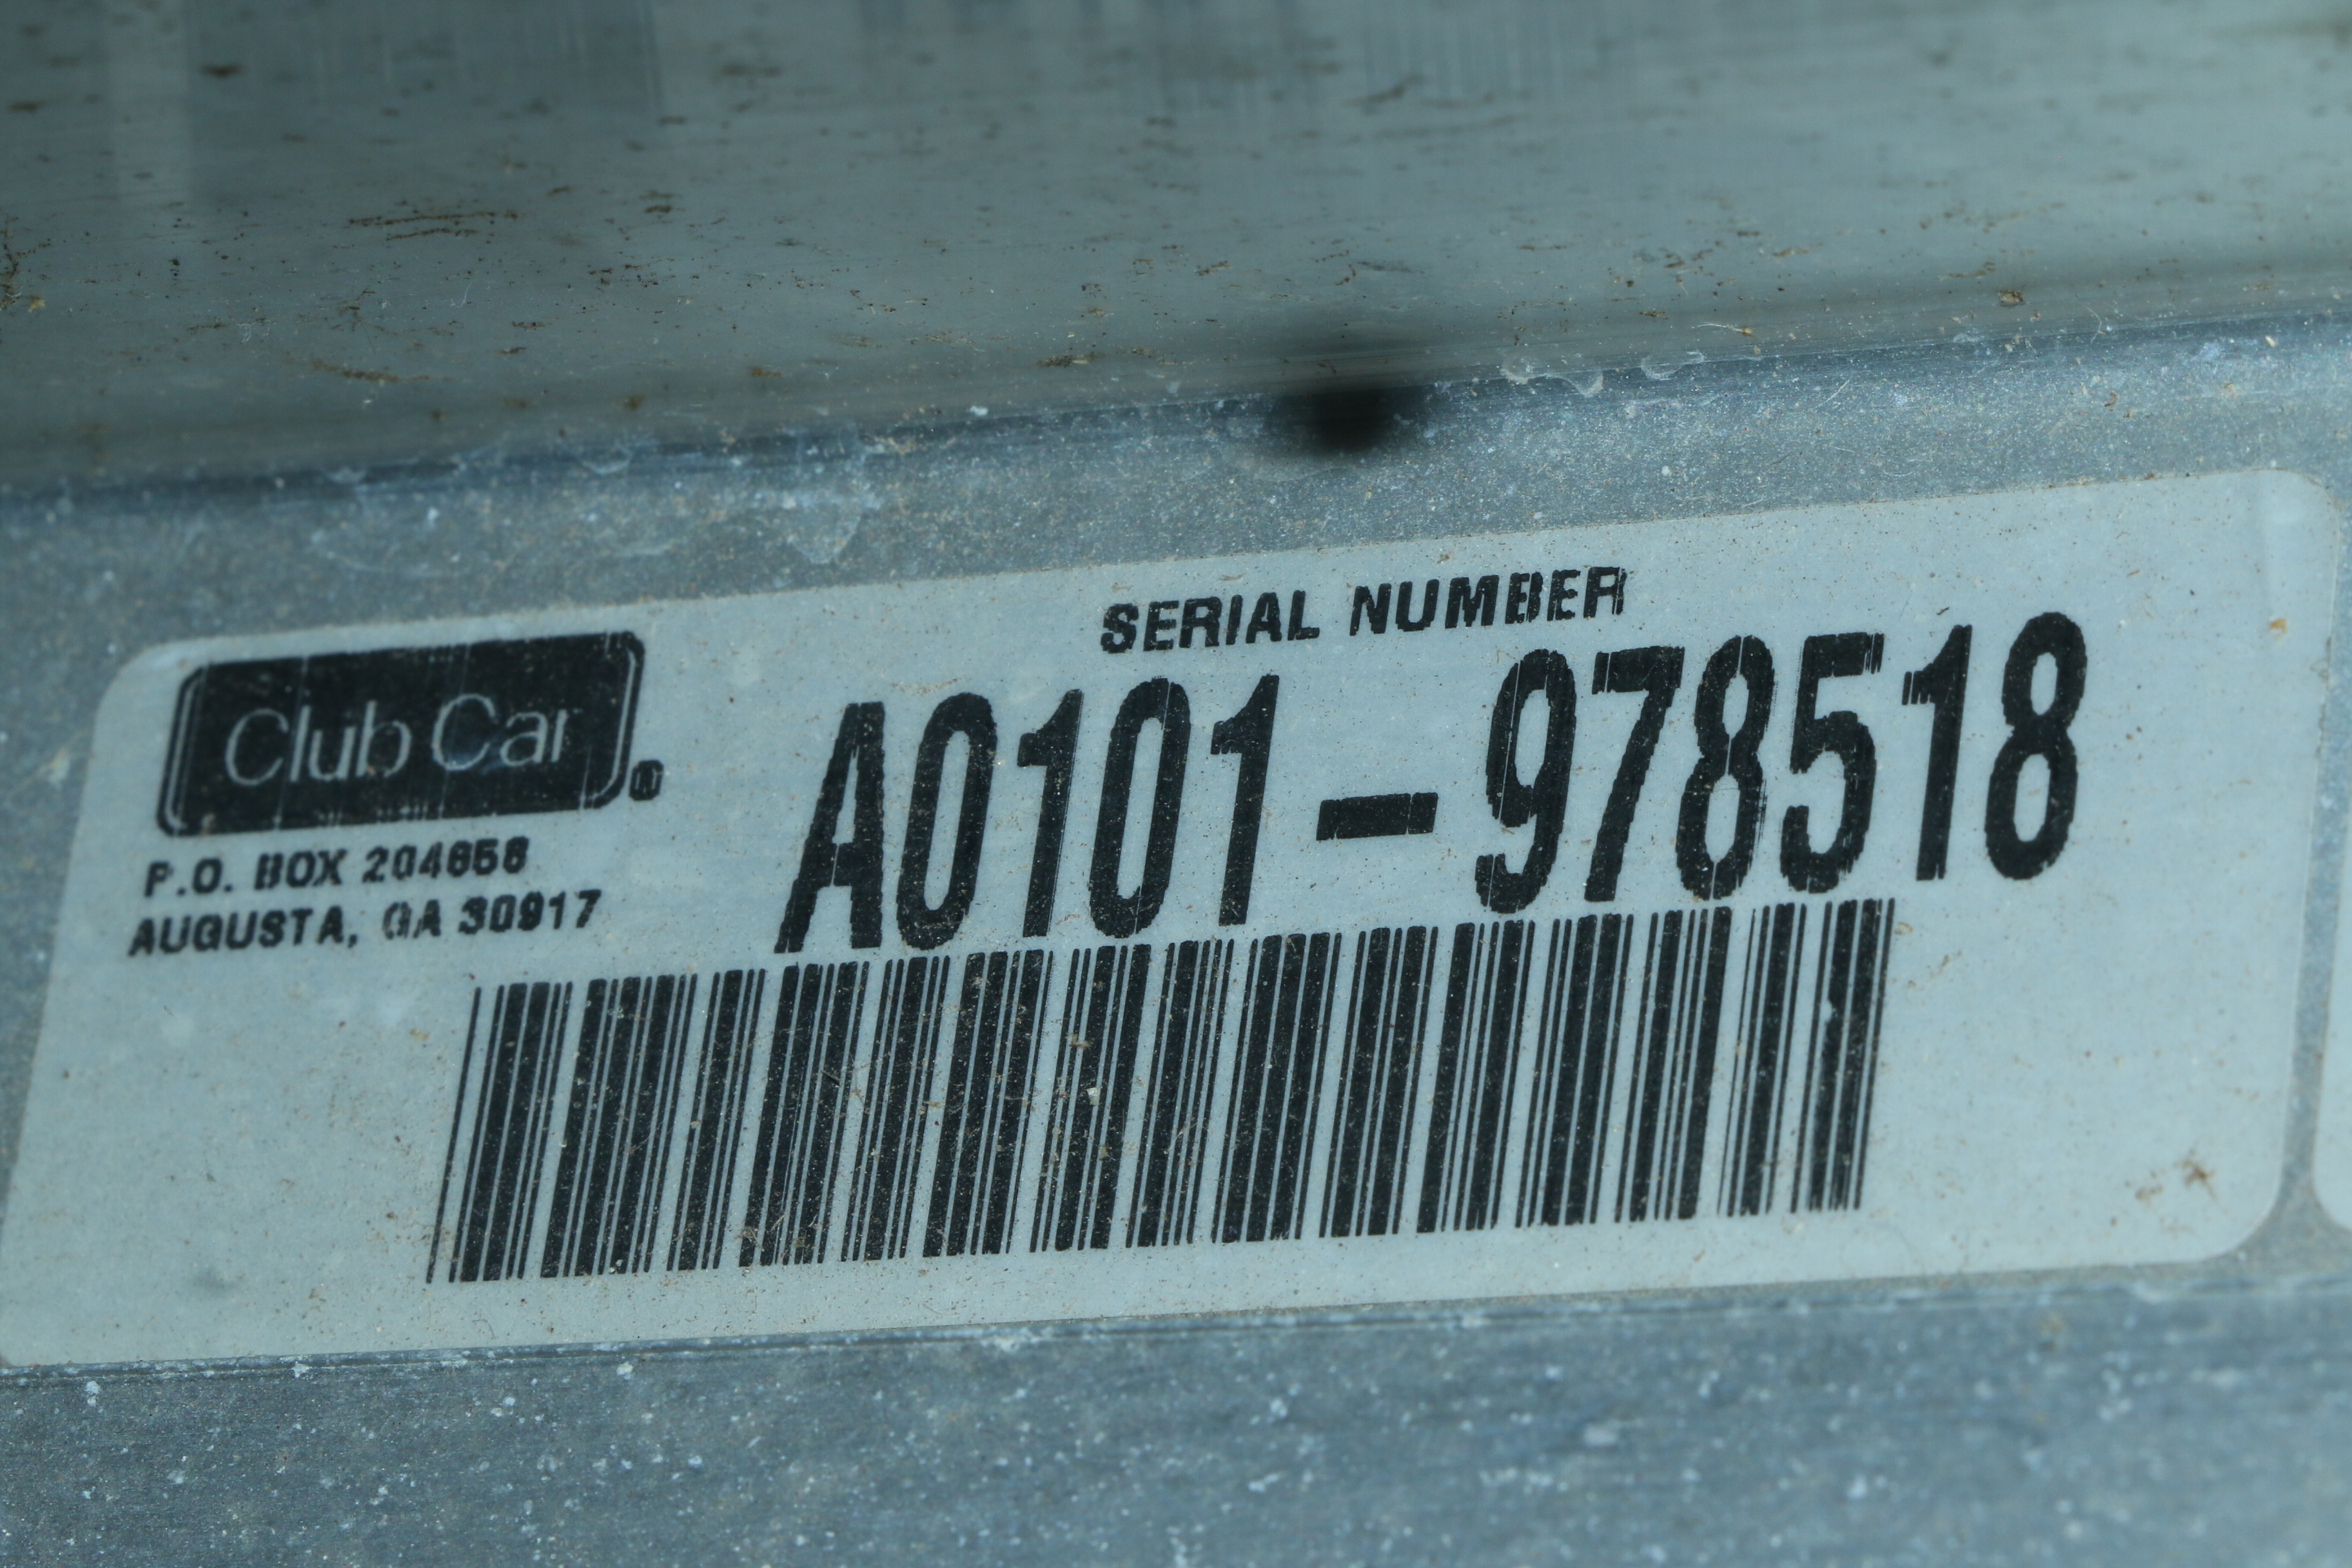 SERIAL NUMBER
Club Car®
A0101-978518
P.O. BOX 204658
AUGUSTA, GA 30917